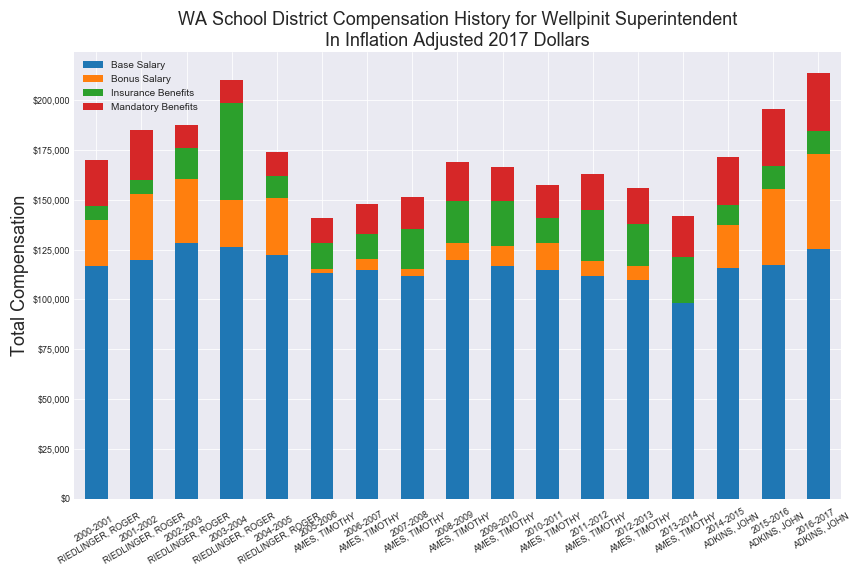 WA School District Compensation History for Wellpinit Superintendent
In Inflation Adjusted 2017 Dollars
Base Salary
Bonus Salary
Insurance Benefits
Mandatory Benefits
Total Compensation
$200,000
$175,000
$150,000
$125,000
$100,000
$75,000
$50,000
$25,000
$0
2000-2001
RIEDLINGER, ROGER
2001-2002
RIEDLINGER, ROGER
2002-2003
RIEDLINGER, ROGER
2003-2004
RIEDLINGER, ROGER
2004-2005
RIEDLINGER, ROGER
2005-2006
AMES, TIMOTHY
2006-2007
AMES, TIMOTHY
2007-2008
AMES, TIMOTHY
2008-2009
AMES, TIMOTHY
2009-2010
AMES, TIMOTHY
2010-2011
AMES, TIMOTHY
2011-2012
AMES, TIMOTHY
2012-2013
AMES, TIMOTHY
2013-2014
AMES, TIMOTHY
2014-2015
ADKINS, JOHN
2015-2016
ADKINS, JOHN
2016-2017
ADKINS, JOHN